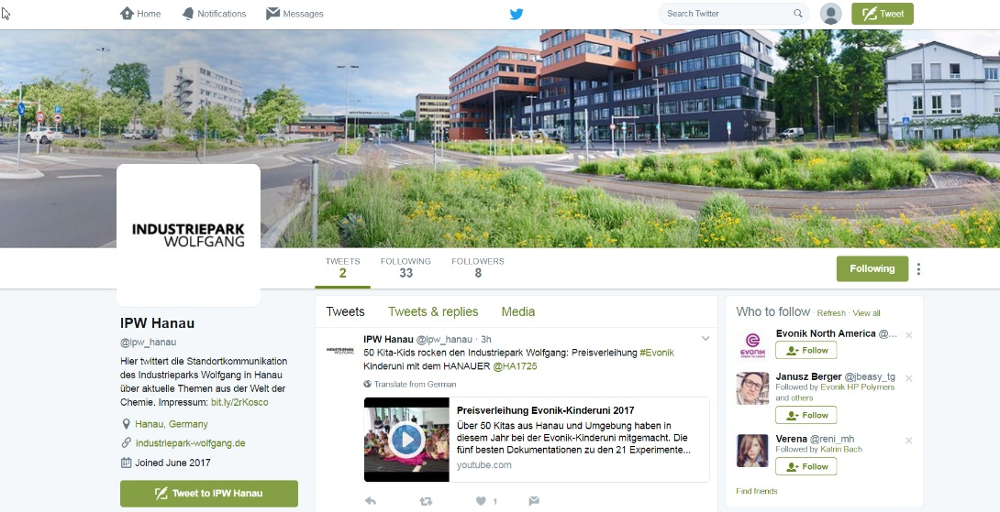 Home
Notifications
Messages
Search Twitter
Tweet
INDUSTRIEPARK WOLFGANG
INDUSTRIEPARK
WOLFGANG
TWEETS
2
FOLLOWING
33
FOLLOWERS
8
Following
IPW Hanau
@ipw_hanau
Hier twittert die Standortkommunikation
des Industrieparks Wolfgang in Hanau
über aktuelle Themen aus der Welt der
Chemie. Impressum: bit.ly/2rKosco
Hanau, Germany
industriepark-wolfgang.de
Joined June 2017
Tweet to IPW Hanau
Tweets
Tweets & replies
Media
INDUSTRIEPARK
WOLFGANG
IPW Hanau @ipw_hanau · 3h
50 Kita-Kids rocken den Industriepark Wolfgang: Preisverleihung #Evonik
Kinderuni mit dem HANAUER @HA1725
Translate from German
Preisverleihung Evonik-Kinderuni 2017
Über 50 Kitas aus Hanau und Umgebung haben in
diesem Jahr bei der Evonik-Kinderuni mitgemacht. Die
fünf besten Dokumentationen zu den 21 Experimente...
youtube.com
1
Who to follow Refresh · View all
EVONIK
Evonik North America @...
Follow
Janusz Berger @jbeasy_tg
Followed by Evonik HP Polymers
and others
Follow
Verena @reni_mh
Followed by Katrin Bach
Follow
Find friends